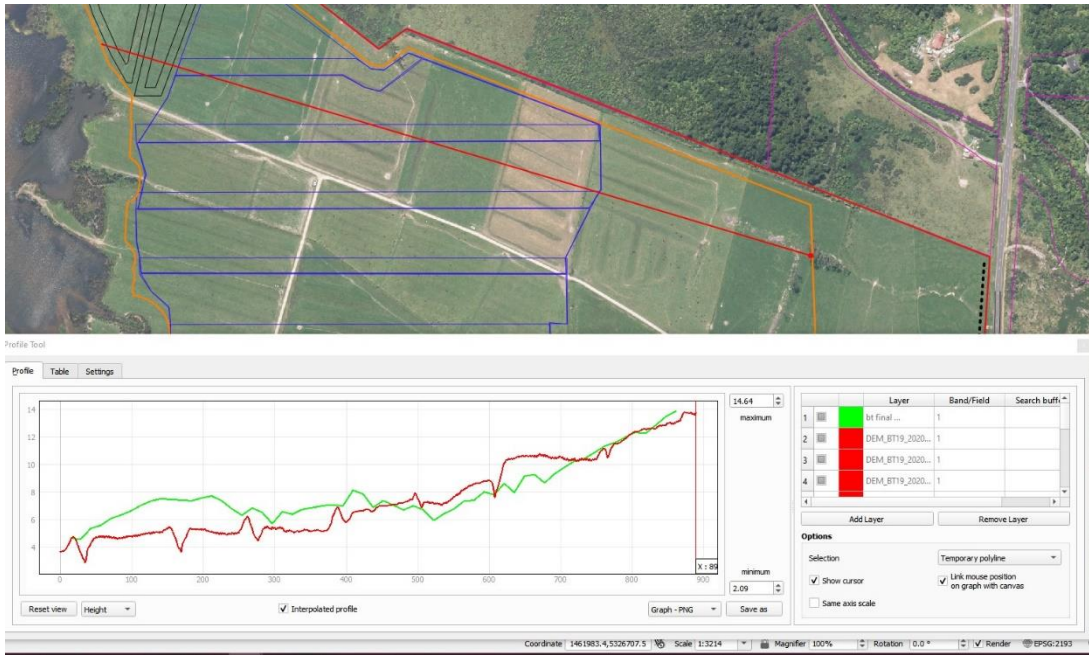 Profile Tool
Profile Table Settings
14
12
10
8
6
4
0 100 200 300 400 500 600 700 800 900
X : 89
14.64
maximum
minimum
2.09
Layer Band/Field Search buff
1 bt final ... 1
2 DEM_BT19_2020... 1
3 DEM_BT19_2020... 1
4 DEM_BT19_2020... 1
Add Layer Remove Layer
Options
Selection Temporary polyline
Show cursor Link mouse position
on graph with canvas
Same axis scale
Reset view Height Interpolated profile Graph - PNG Save as
Coordinate 1461983.4,5326707.5 Scale 1:3214 Magnifier 100% Rotation 0.0 ° Render EPSG:2193